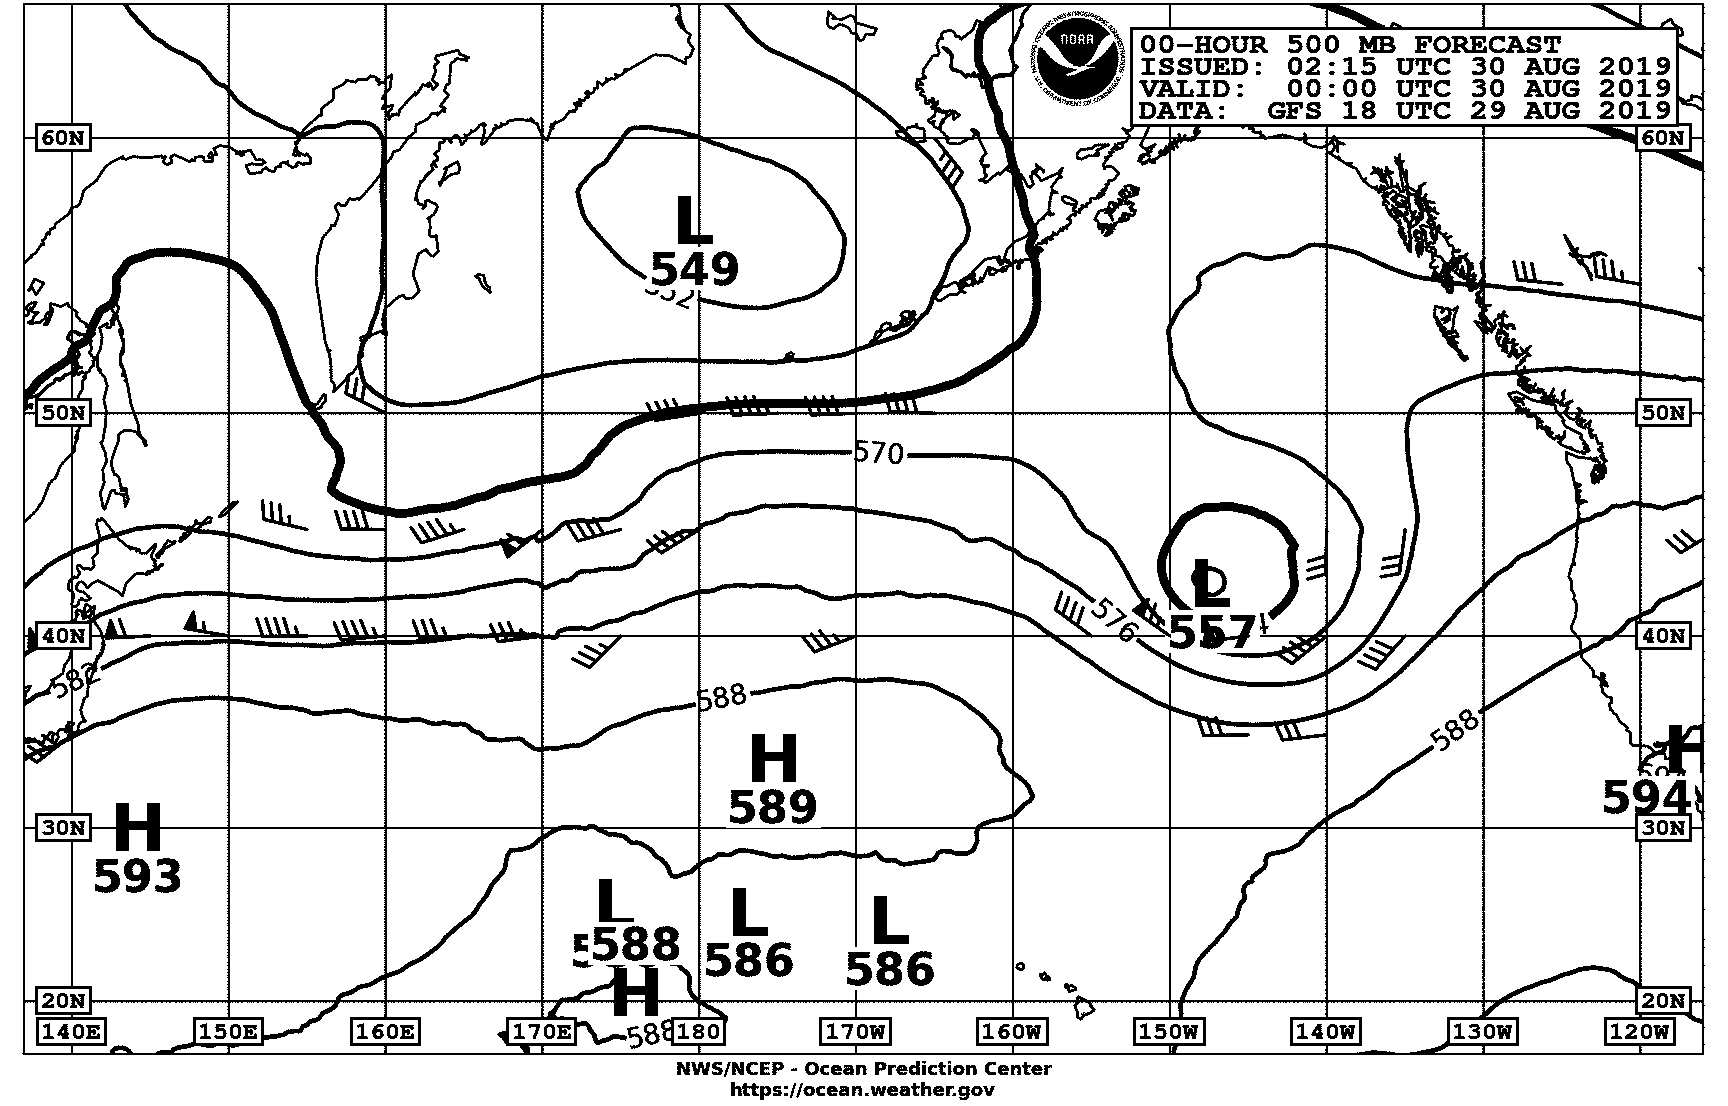 NOAA
00-HOUR 500 MB FORECAST
ISSUED: 02:15 UTC 30 AUG 2019
VALID: 00:00 UTC 30 AUG 2019
DATA: GFS 18 UTC 29 AUG 2019
60N
60N
L
549
50N
50N
570
L
557
576
40N
40N
582
588
588
H
589
H
594
H
593
30N
30N
L
588
L
586
L
586
H
20N
20N
588
140E 150E 160E 170E 180 170W 160W 150W 140W 130W 120W
NWS/NCEP - Ocean Prediction Center
https://ocean.weather.gov